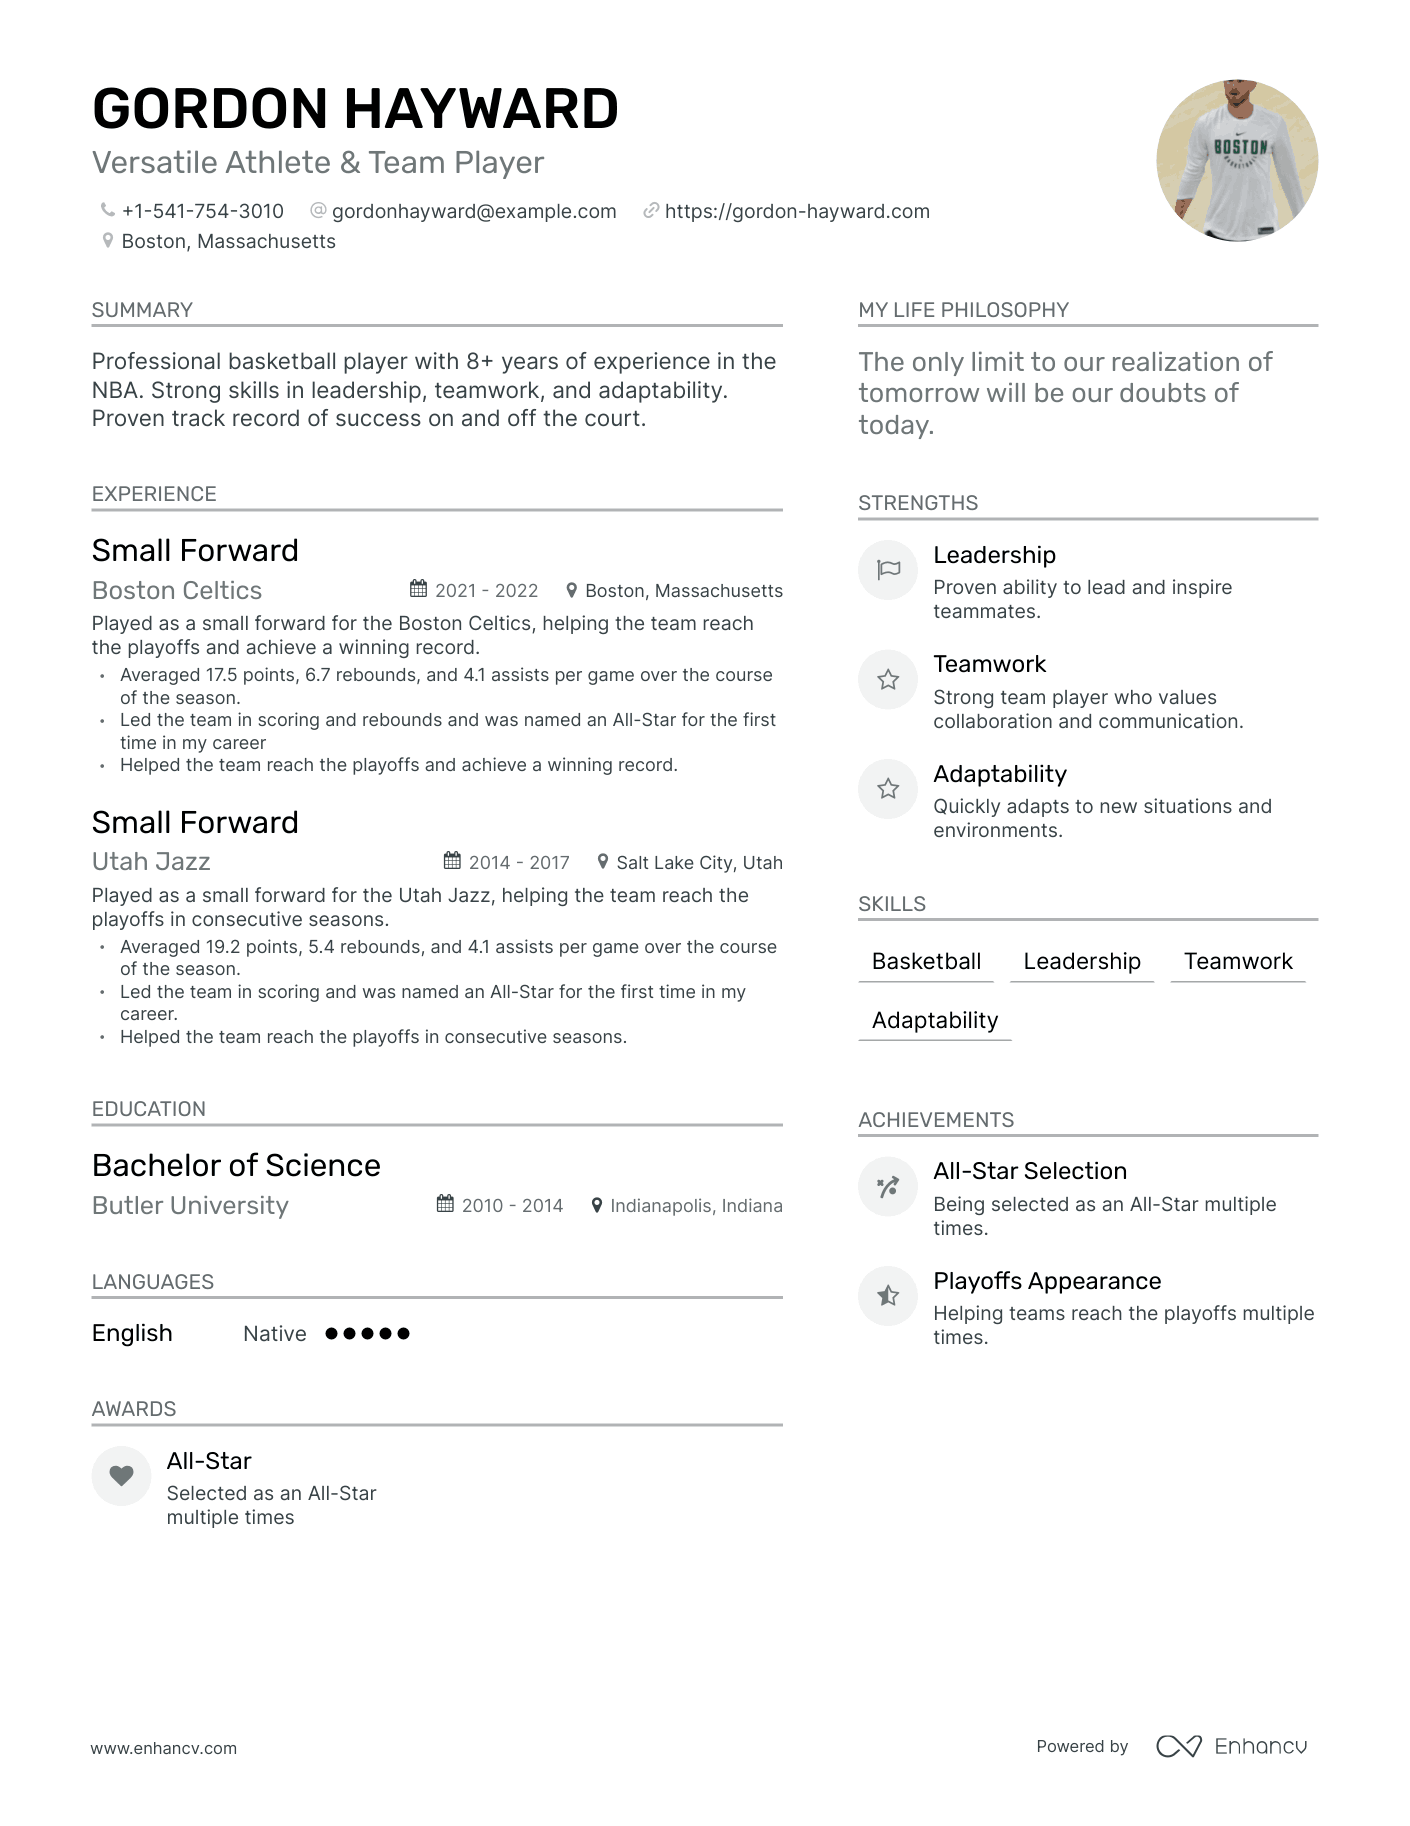 GORDON HAYWARD
Versatile Athlete & Team Player
+1-541-754-3010 gordonhayward@example.com https://gordon-hayward.com
Boston, Massachusetts
SUMMARY
Professional basketball player with 8+ years of experience in the
NBA. Strong skills in leadership, teamwork, and adaptability.
Proven track record of success on and off the court.
EXPERIENCE
Small Forward
Boston Celtics 2021 - 2022 Boston, Massachusetts
Played as a small forward for the Boston Celtics, helping the team reach
the playoffs and achieve a winning record.
• Averaged 17.5 points, 6.7 rebounds, and 4.1 assists per game over the course
of the season.
• Led the team in scoring and rebounds and was named an All-Star for the first
time in my career
• Helped the team reach the playoffs and achieve a winning record.
Small Forward
Utah Jazz 2014 - 2017 Salt Lake City, Utah
Played as a small forward for the Utah Jazz, helping the team reach the
playoffs in consecutive seasons.
• Averaged 19.2 points, 5.4 rebounds, and 4.1 assists per game over the course
of the season.
• Led the team in scoring and was named an All-Star for the first time in my
career.
• Helped the team reach the playoffs in consecutive seasons.
EDUCATION
Bachelor of Science
Butler University 2010 - 2014 Indianapolis, Indiana
LANGUAGES
English Native
AWARDS
All-Star
Selected as an All-Star
multiple times
BOSTON
MY LIFE PHILOSOPHY
The only limit to our realization of
tomorrow will be our doubts of
today.
STRENGTHS
Leadership
Proven ability to lead and inspire
teammates.
Teamwork
Strong team player who values
collaboration and communication.
Adaptability
Quickly adapts to new situations and
environments.
SKILLS
Basketball Leadership Teamwork
Adaptability
ACHIEVEMENTS
All-Star Selection
Being selected as an All-Star multiple
times.
Playoffs Appearance
Helping teams reach the playoffs multiple
times.
www.enhancv.com
Powered by Enhancv